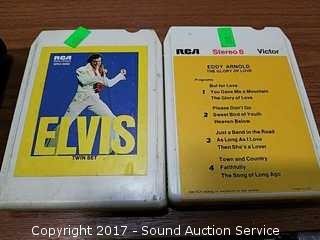 RCA
ELVIS
TWIN SET
RCA Stereo 8 Victor
EDDY ARNOLD
THE GLORY OF LOVE
Programs
But for Love
1 You Gave Me a Mountain
The Glory of Love
Please Don't Go
2 Sweet Bird of Youth
Heaven Below
Just a Bend in the Road
3 As Long As I Love
Then She's a Lover
Town and Country
4 Faithfully
The Song of Long Ago
Copyright 2017 - Sound Auction Service